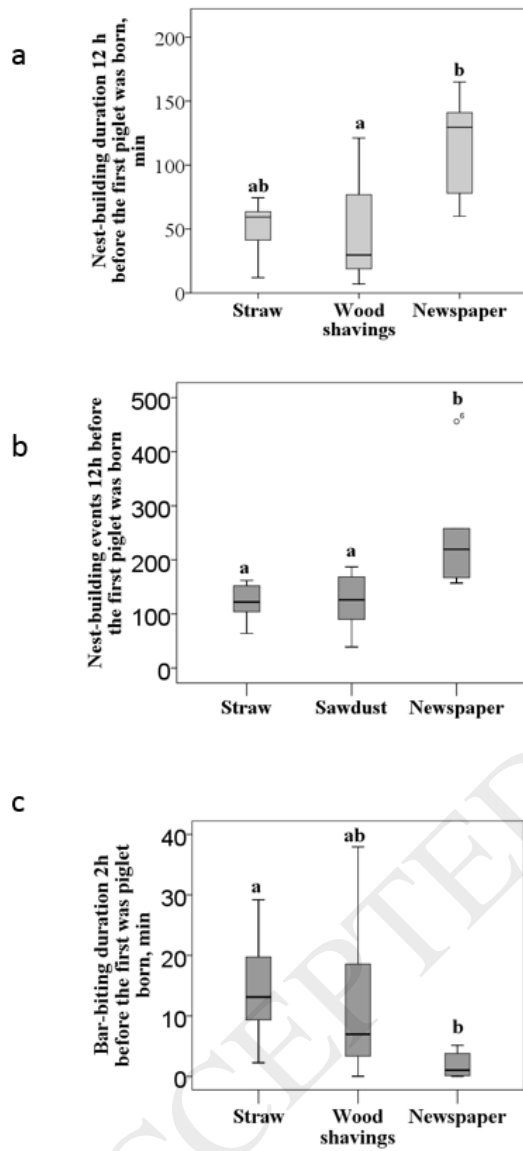 a
Nest-building duration 12 h
before the first piglet was born,
min
200
150
100
50
0
ab
a
b
Straw
Wood
shavings
Newspaper
b
Nest-building events 12h before
the first piglet was born
500
400
300
200
100
0
a
a
b
6
Straw
Sawdust
Newspaper
c
Bar-biting duration 2h
before the first was piglet
born, min
40
30
20
10
0
a
ab
b
Straw
Wood
shavings
Newspaper
CCEPTED